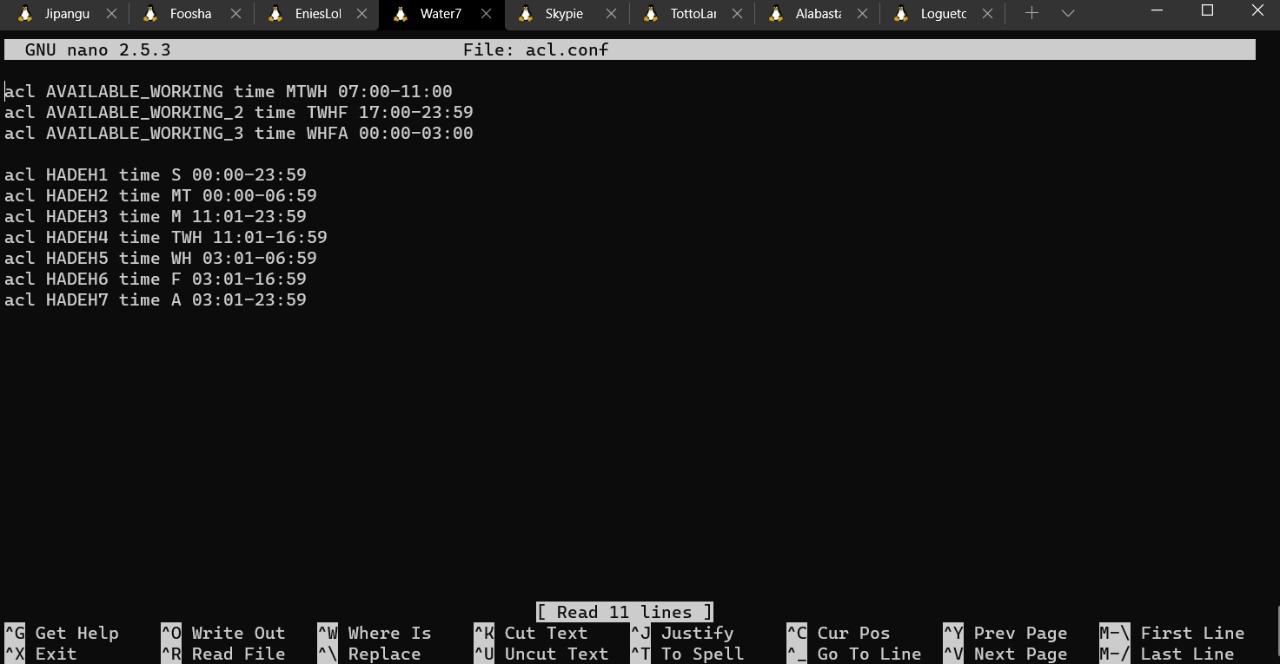 Jipangu Foosha EniesLol Water7 Skypie TottoLar Alabasta Loguetc
GNU nano 2.5.3 File: acl.conf
acl AVAILABLE_WORKING time MTWH 07:00-11:00
acl AVAILABLE_WORKING_2 time TWHF 17:00-23:59
acl AVAILABLE_WORKING_3 time WHFA 00:00-03:00
acl HADEH1 time S 00:00-23:59
acl HADEH2 time MT 00:00-06:59
acl HADEH3 time M 11:01-23:59
acl HADEH4 time TWH 11:01-16:59
acl HADEH5 time WH 03:01-06:59
acl HADEH6 time F 03:01-16:59
acl HADEH7 time A 03:01-23:59
[ Read 11 lines ]
^G Get Help ^O Write Out ^W Where Is ^K Cut Text ^J Justify ^C Cur Pos ^Y Prev Page M-\ First Line
^X Exit ^R Read File ^\ Replace ^U Uncut Text ^T To Spell ^_ Go To Line ^V Next Page M-/ Last Line